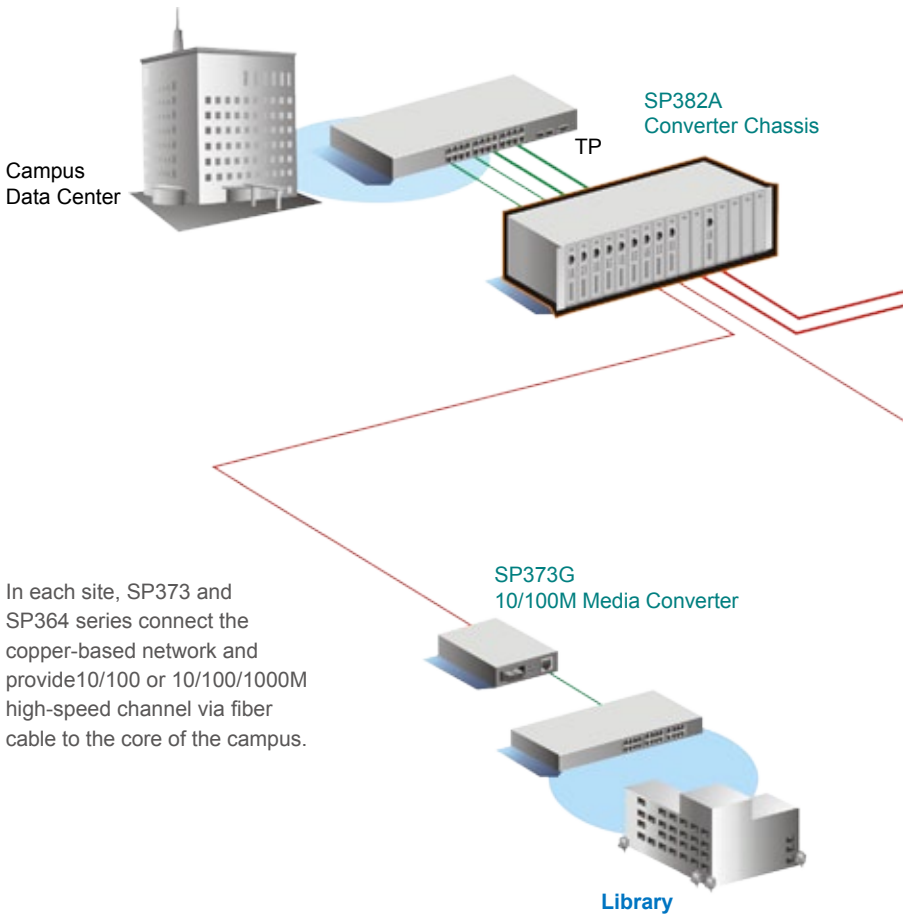 SP382A
Converter Chassis
TP
Campus
Data Center
SP373G
10/100M Media Converter
In each site, SP373 and
SP364 series connect the
copper-based network and
provide10/100 or 10/100/1000M
high-speed channel via fiber
cable to the core of the campus.
Library